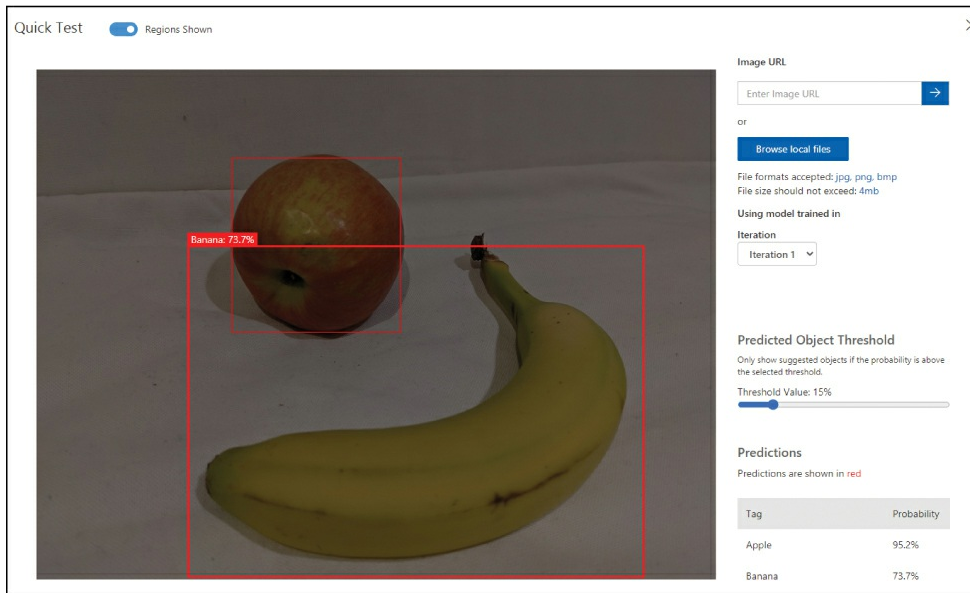 Quick Test
Regions Shown
Banana: 73.7%
Image URL
Enter Image URL
or
Browse local files
File formats accepted: jpg, png, bmp
File size should not exceed: 4mb
Using model trained in
Iteration
Iteration 1
Predicted Object Threshold
Only show suggested objects if the probability is above
the selected threshold.
Threshold Value: 15%
Predictions
Predictions are shown in red
Tag Probability
Apple 95.2%
Banana 73.7%